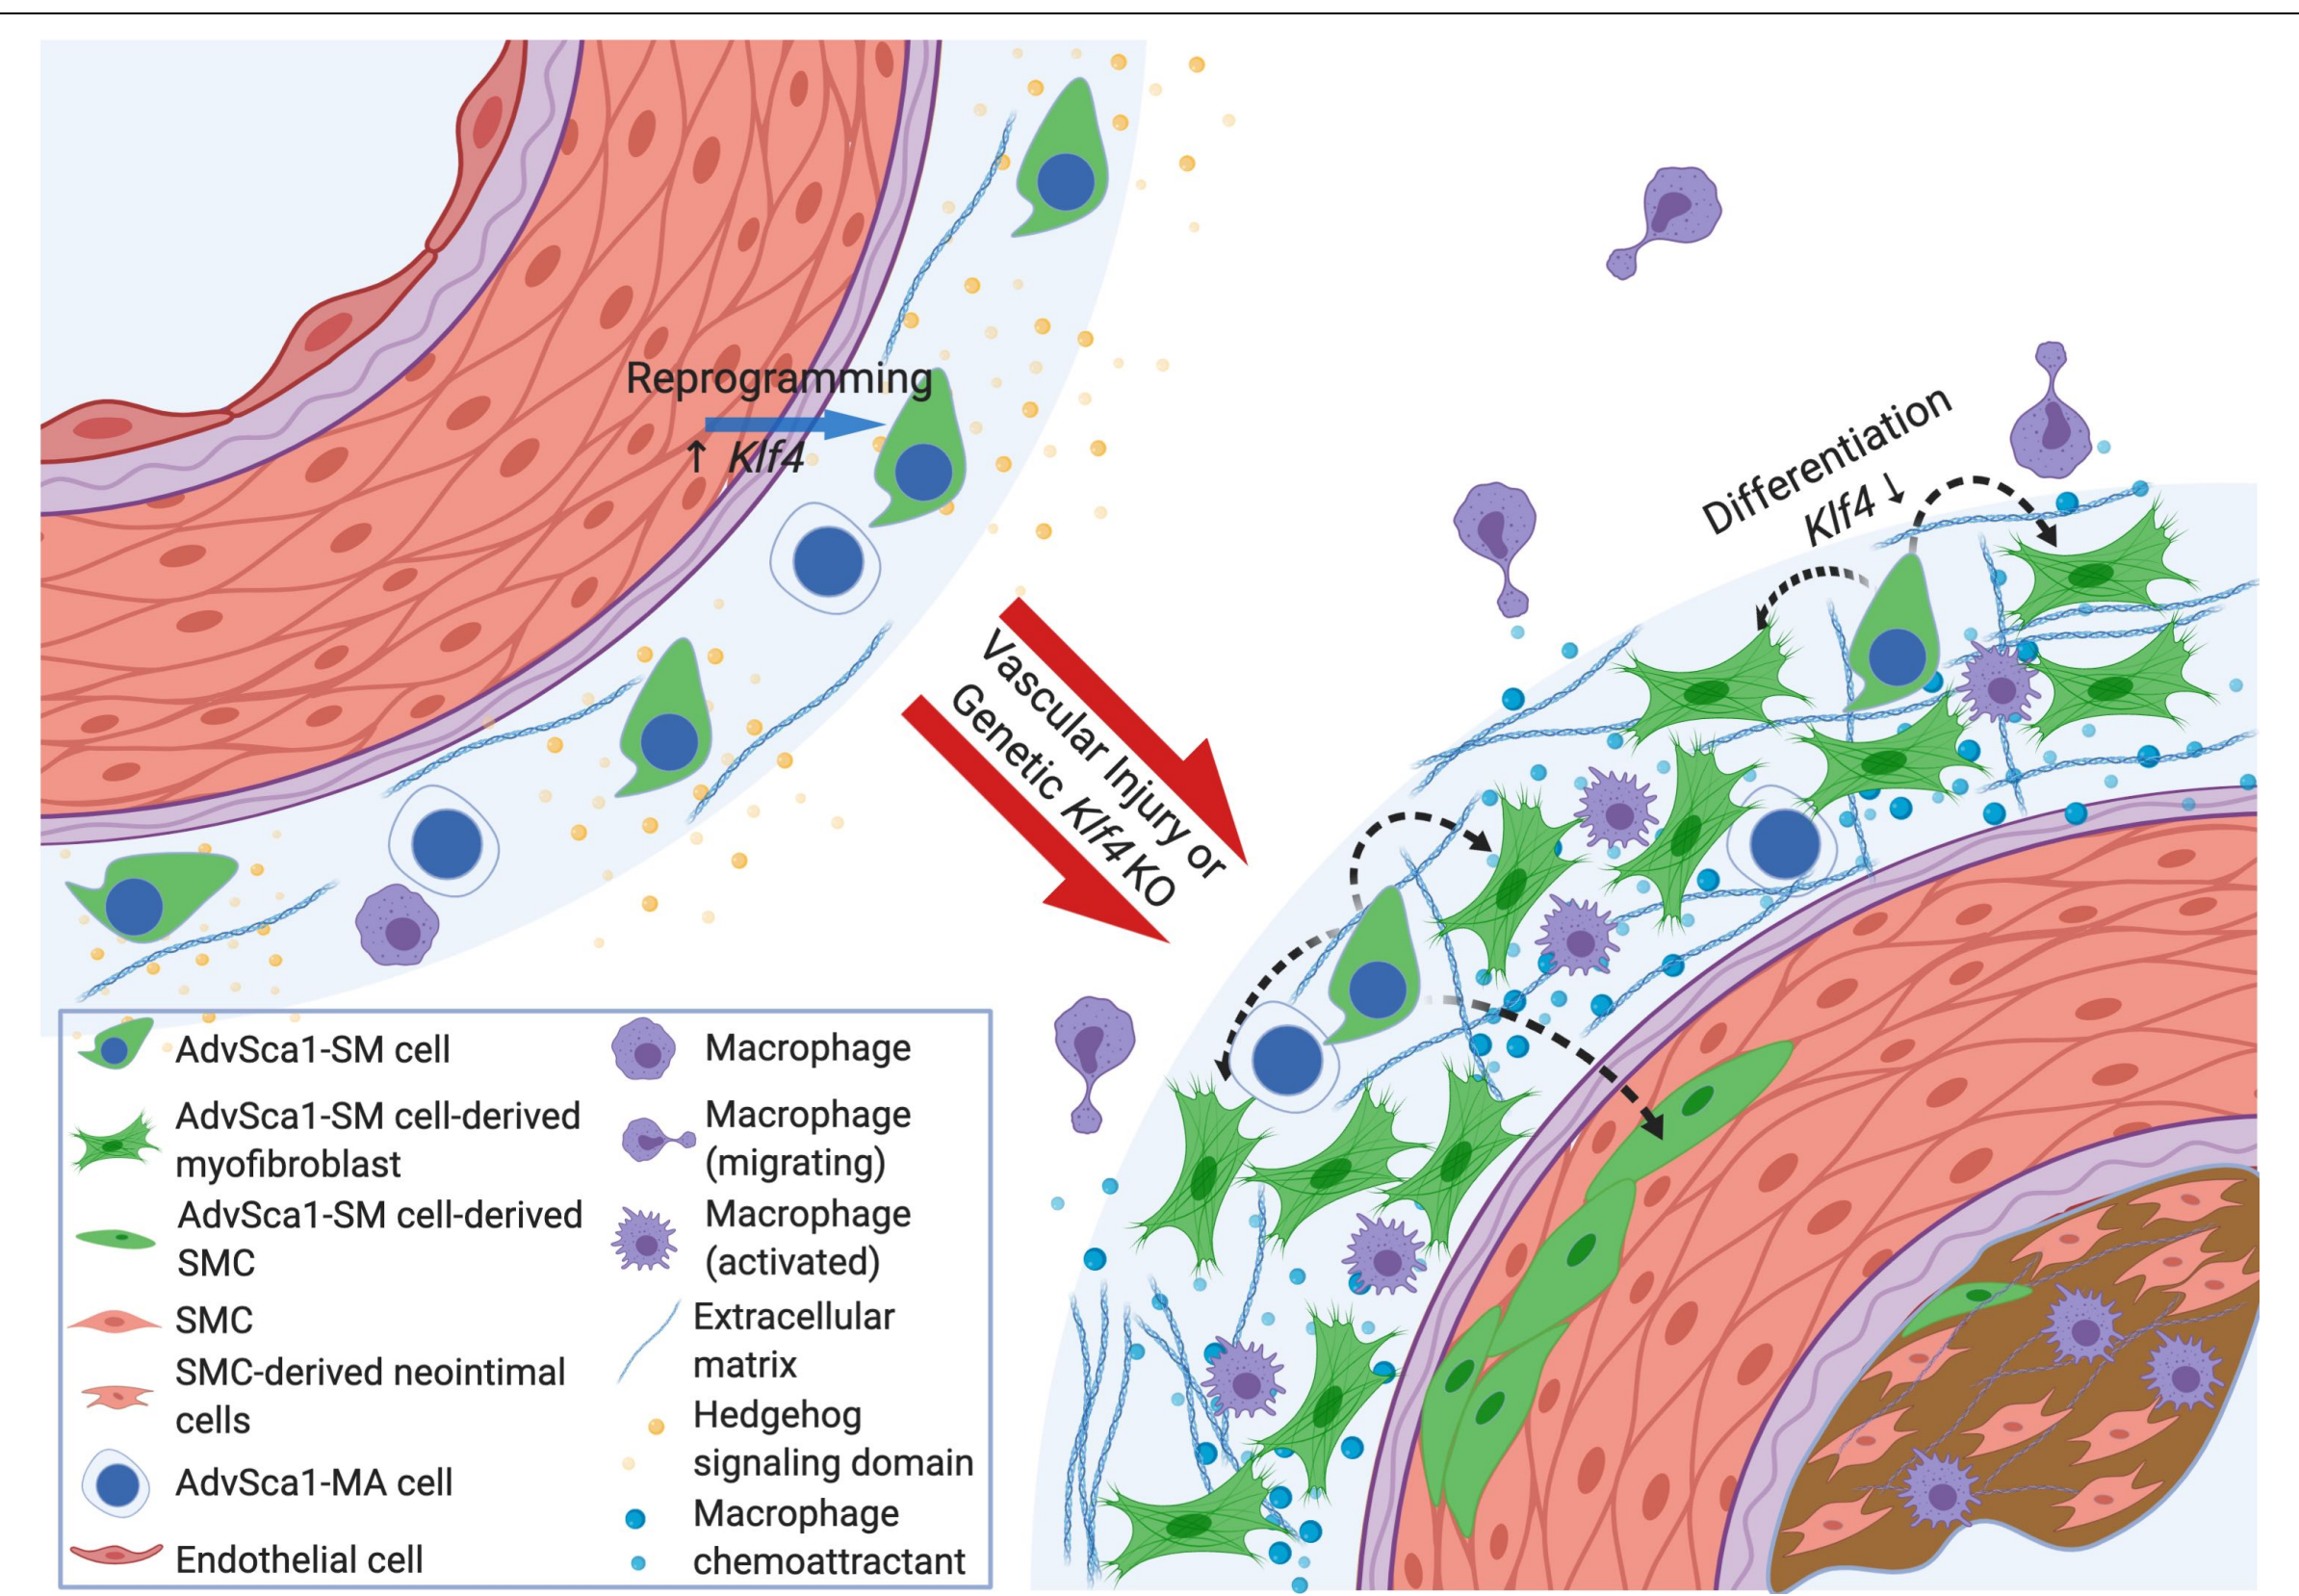 Reprogramming
↑ Klf4
Differentiation
Klf4 ↓
Vascular Injury or
Genetic Klf4 KO
AdvSca1-SM cell
AdvSca1-SM cell-derived
myofibroblast
AdvSca1-SM cell-derived
SMC
SMC
SMC-derived neointimal
cells
AdvSca1-MA cell
Endothelial cell
Macrophage
Macrophage
(migrating)
Macrophage
(activated)
Extracellular
matrix
Hedgehog
signaling domain
Macrophage
chemoattractant